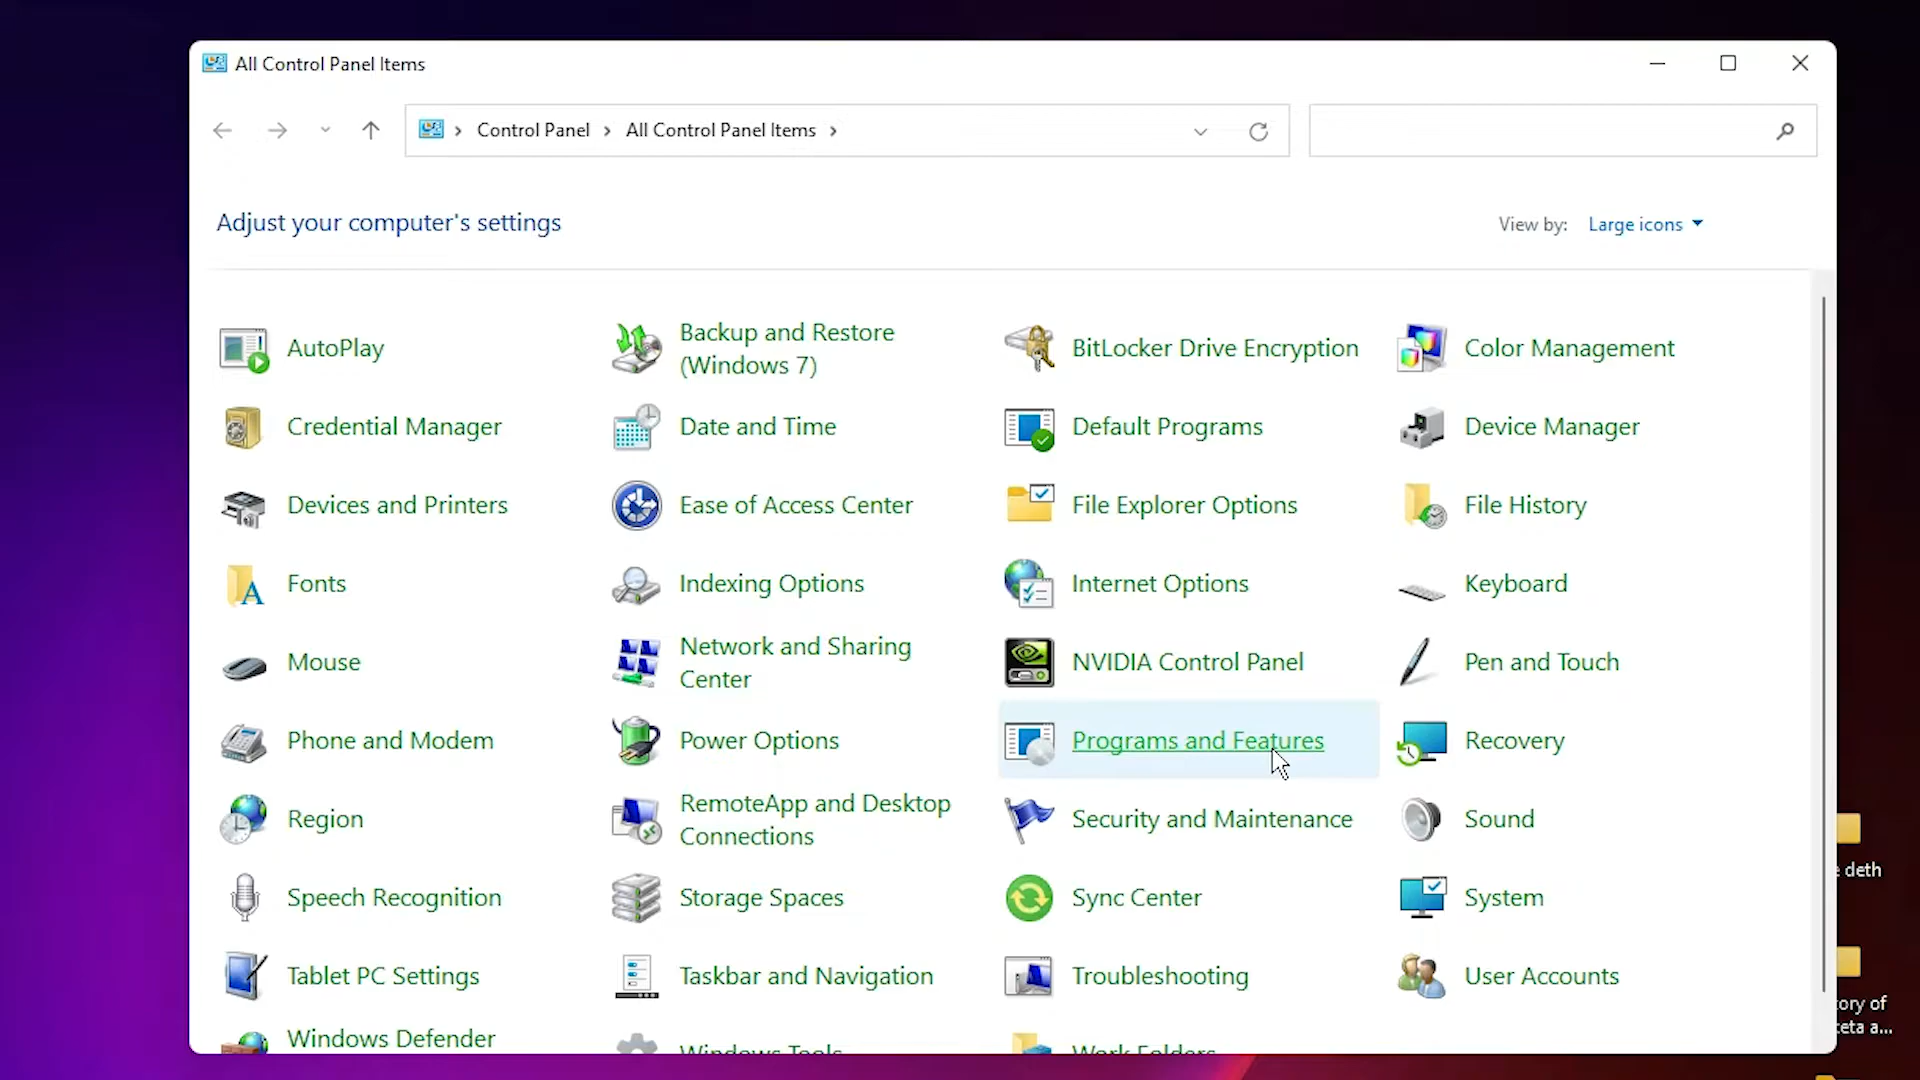 All Control Panel Items
Control Panel
All Control Panel Items
Adjust your computer's settings
View by:
Large icons
AutoPlay
Backup and Restore
(Windows 7)
BitLocker Drive Encryption
Color Management
Credential Manager
Date and Time
Default Programs
Device Manager
Devices and Printers
Ease of Access Center
File Explorer Options
File History
Fonts
Indexing Options
Internet Options
Keyboard
Mouse
Network and Sharing
Center
NVIDIA Control Panel
Pen and Touch
Phone and Modem
Power Options
Programs and Features
Recovery
Region
RemoteApp and Desktop
Connections
Security and Maintenance
Sound
Speech Recognition
Storage Spaces
Sync Center
System
Tablet PC Settings
Taskbar and Navigation
Troubleshooting
User Accounts
Windows Defender
Windows Tools
Work Folders
deth
of